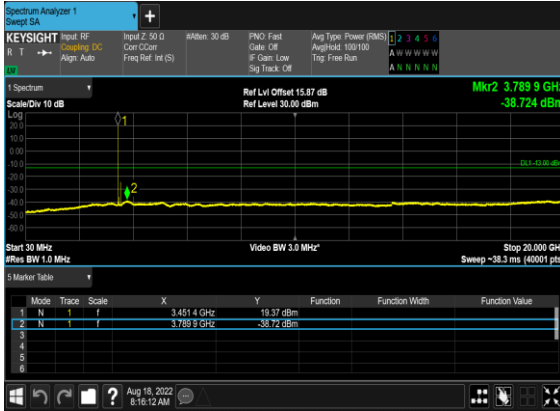 Spectrum Analyzer 1
Swept SA
+
KEYSIGHT Input: RF Input Z: 50 Ω #Atten: 30 dB PNO: Fast Avg Type: Power (RMS) 1 2 3 4 5 6
R T Coupling: DC Corr CCorr Gate: Off Avg|Hold: 100/100 A W W W W W
Align: Auto Freq Ref: Int (S) IF Gain: Low Trig: Free Run
Sig Track: Off A N N N N N
1 Spectrum Ref Lvl Offset 15.87 dB Mkr2 3.789 9 GHz
Scale/Div 10 dB Ref Level 30.00 dBm -38.724 dBm
Log
1
20.0
10.0
0.00
-10.0 DL1 -13.00 dBm
-20.0
-30.0
2
-40.0
-50.0
-60.0
Start 30 MHz Video BW 3.0 MHz* Stop 20.000 GHz
#Res BW 1.0 MHz Sweep ~38.3 ms (40001 pts)
5 Marker Table
Mode Trace Scale X Y Function Function Width Function Value
1 N 1 f 3.451 4 GHz 19.37 dBm
2 N 1 f 3.789 9 GHz -38.72 dBm
3
4
5
6
? Aug 18, 2022
8:16:12 AM